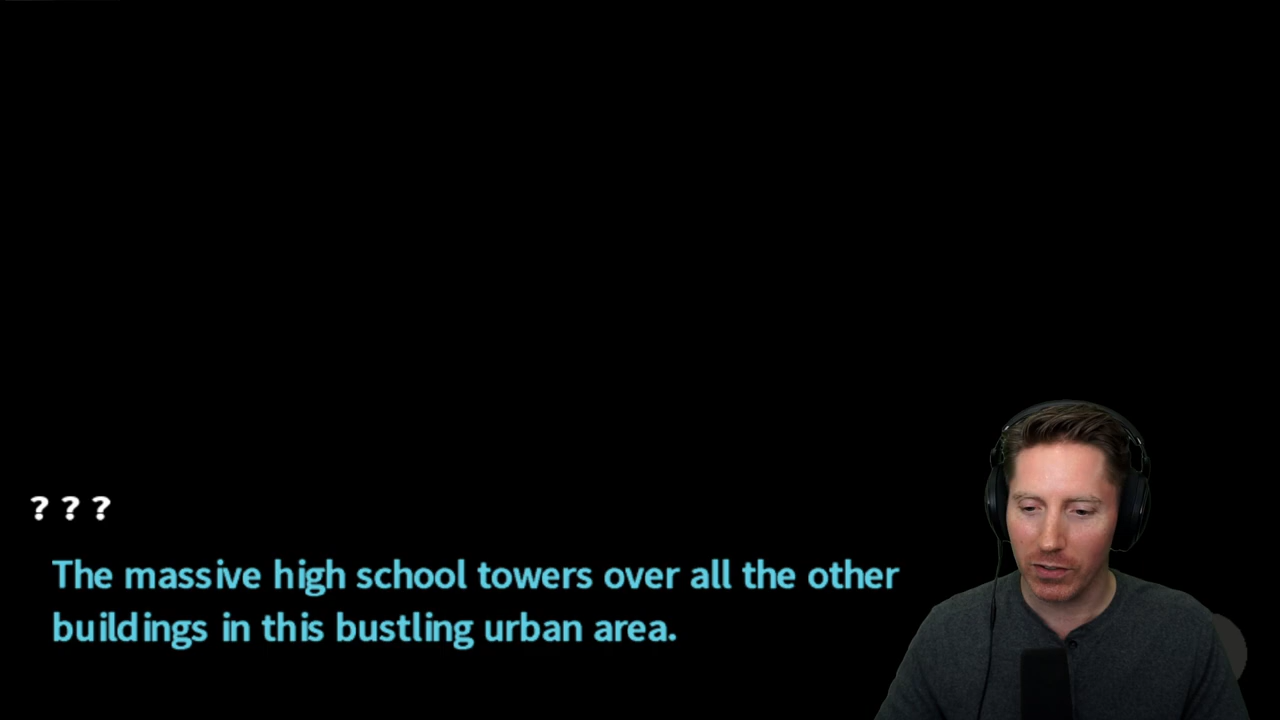 ? ? ?
The massive high school towers over all the other
buildings in this bustling urban area.